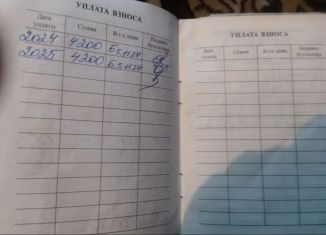 УПЛАТА ВЗНОСА
Дата уплаты Сумма В т.ч. пени Подпись бухгалтера
2024 4200
2025 4200
УПЛАТА ВЗНОСА
Дата уплаты Сумма В т.ч. пени Подпись бухгалтера